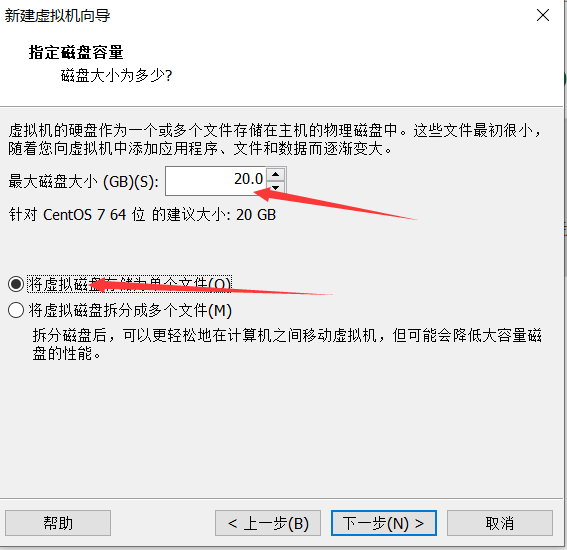 新建虚拟机向导
指定磁盘容量
磁盘大小为多少?
虚拟机的硬盘作为一个或多个文件存储在主机的物理磁盘中。这些文件最初很小，
随着您向虚拟机中添加应用程序、文件和数据而逐渐变大。
最大磁盘大小 (GB)(S): 20.0
针对 CentOS 7 64 位 的建议大小: 20 GB
将虚拟磁盘存储为单个文件(O)
将虚拟磁盘拆分成多个文件(M)
拆分磁盘后，可以更轻松地在计算机之间移动虚拟机，但可能会降低大容量磁
盘的性能。
帮助 < 上一步(B) 下一步(N) > 取消